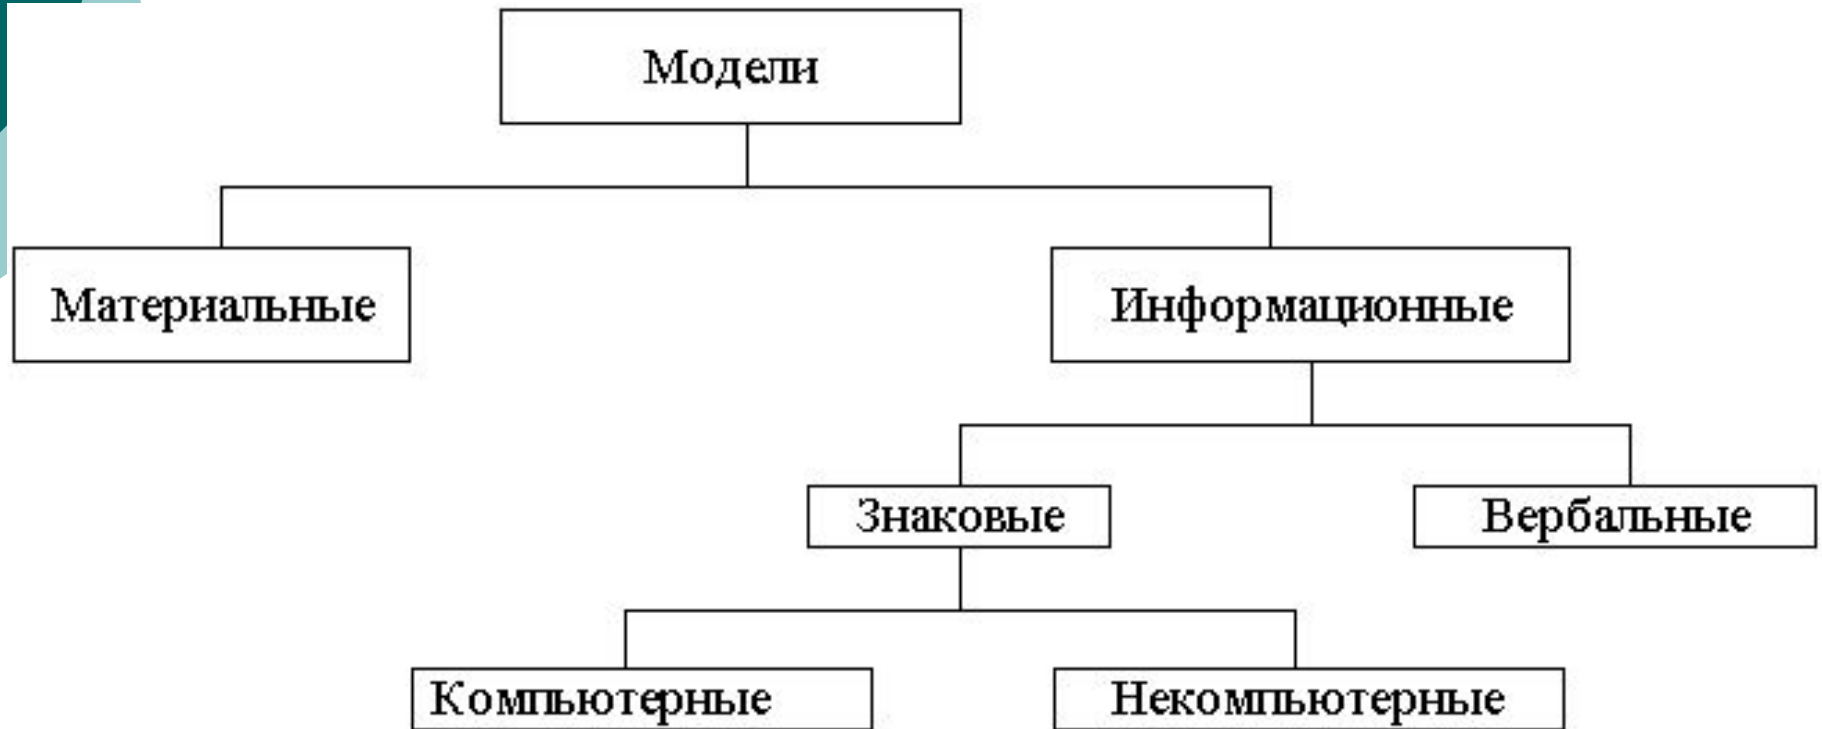 Модели
Материальные
Информационные
Знаковые
Вербальные
Компьютерные
Некомпьютерные